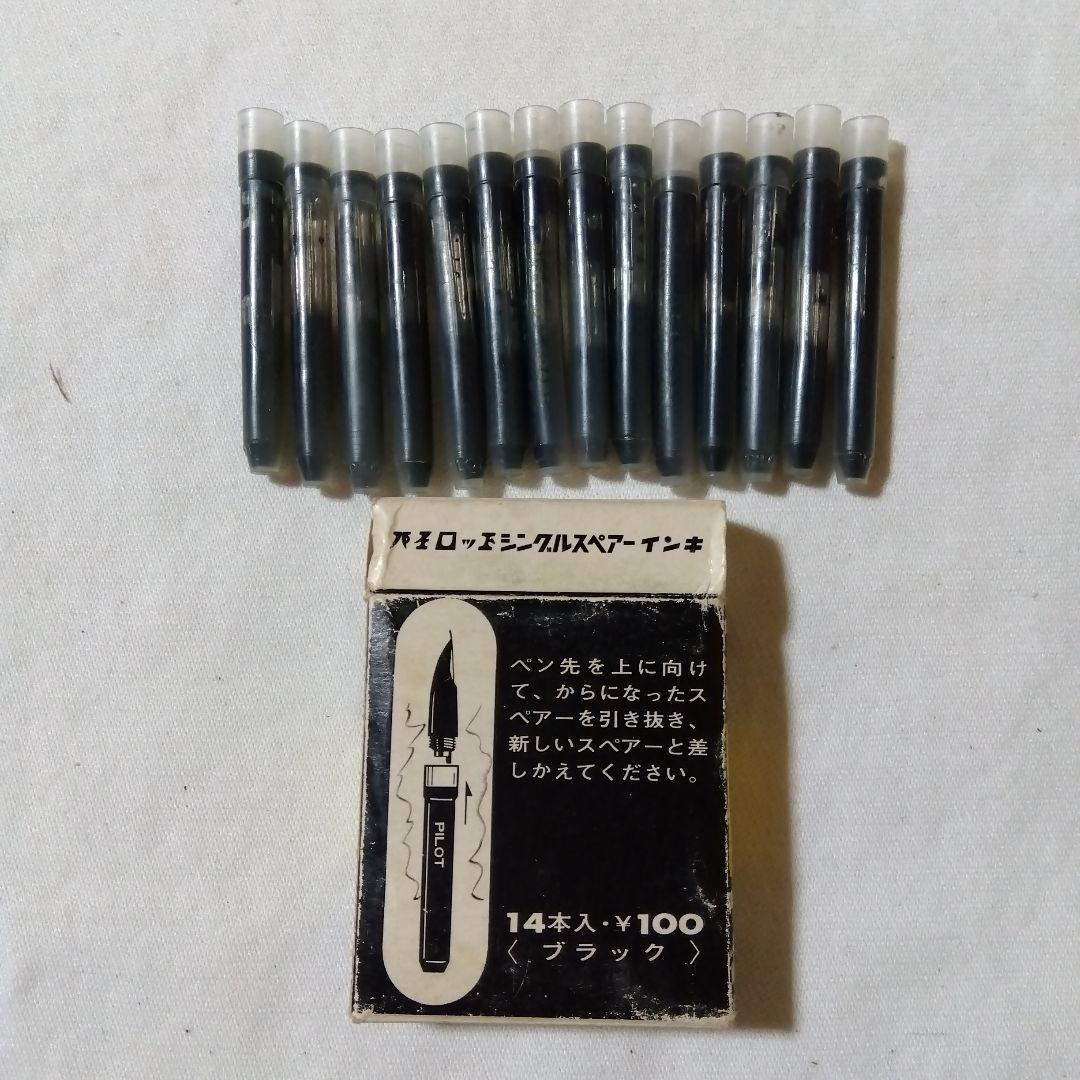 パイロットシングルスペアーインキ
ペン先を上に向け
て、からになったス
ペアーを引き抜き、
新しいスペアーと差
しかえてください。
PILOT
14本入・¥100
〈ブラック〉